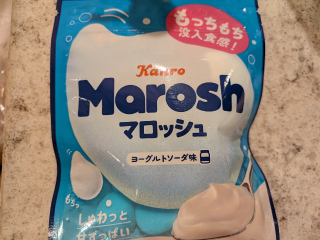 もっちもち
没入食感!
Kanro
Marosh
マロッシュ
ヨーグルトソーダ味
しゅわっと
甘ずっぱい